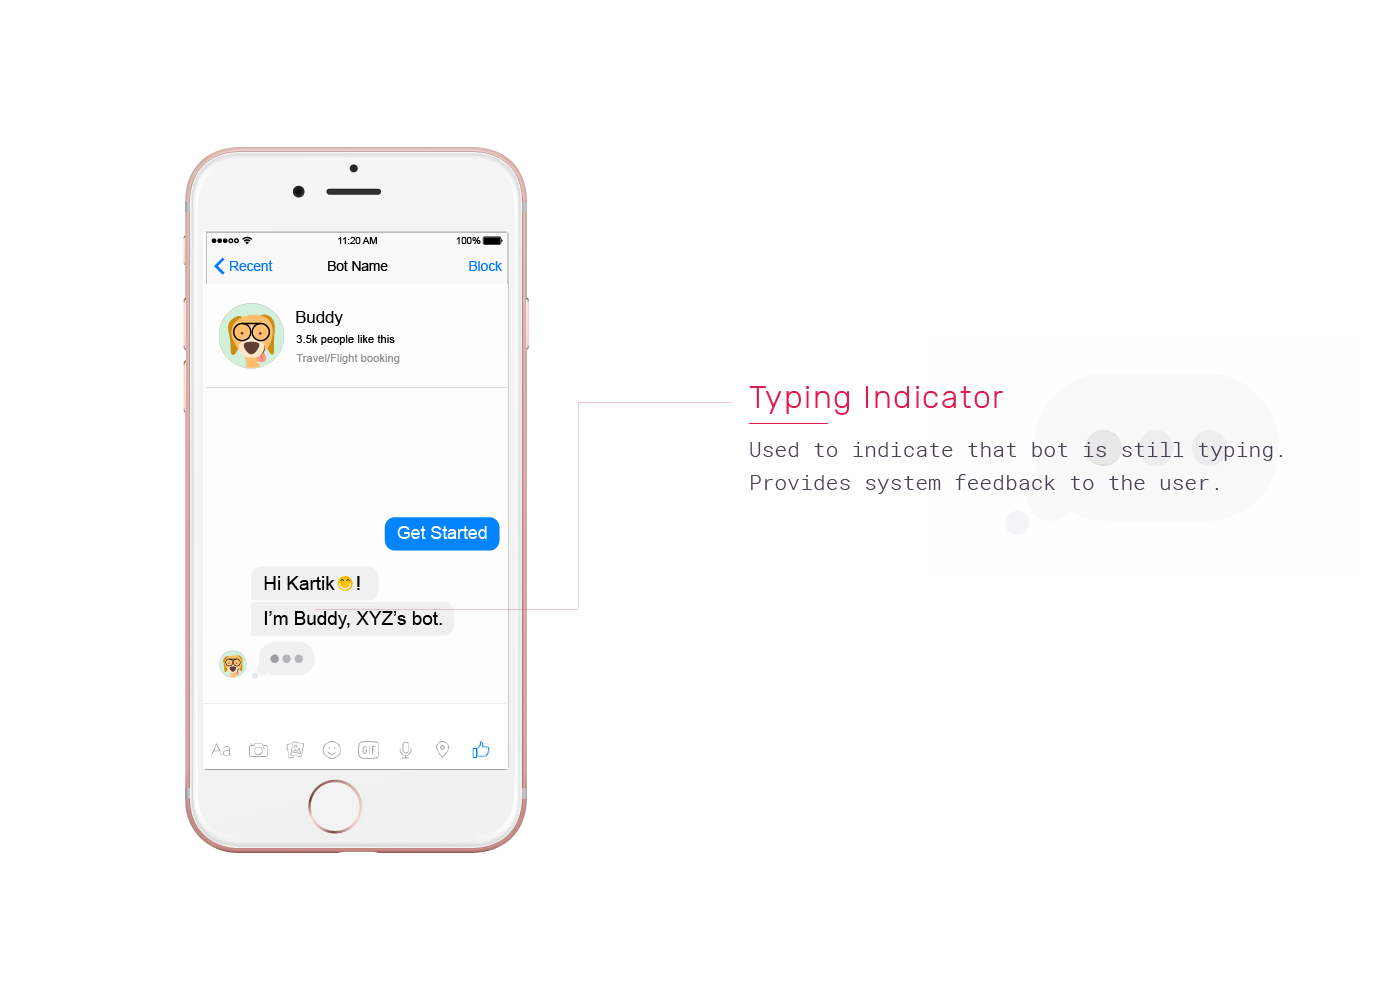 11:20 AM
100%
Recent
Bot Name
Block
Buddy
3.5k people like this
Travel/Flight booking
Get Started
Hi Kartik😁!
I'm Buddy, XYZ's bot.
Aa
GIF
Typing Indicator
Used to indicate that bot is still typing.
Provides system feedback to the user.